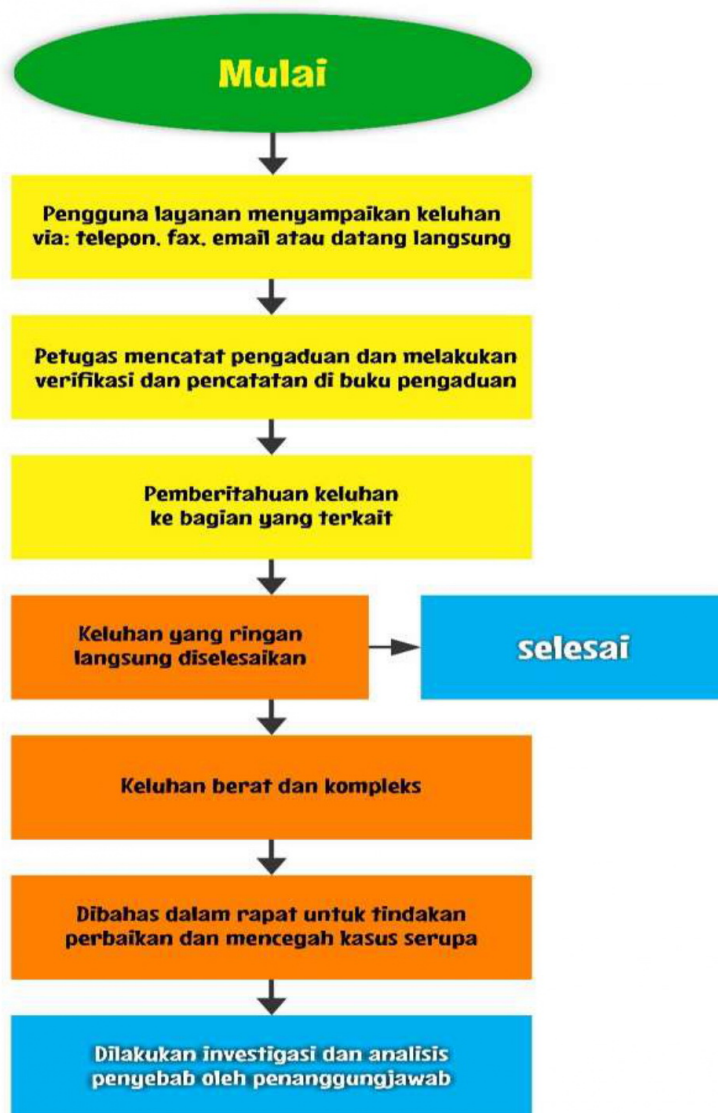 Mulai
Pengguna layanan menyampaikan keluhan
via: telepon, fax, email atau datang langsung
Petugas mencatat pengaduan dan melakukan
verifikasi dan pencatatan di buku pengaduan
Pemberitahuan keluhan
ke bagian yang terkait
Keluhan yang ringan
langsung diselesaikan
selesai
Keluhan berat dan kompleks
Dibahas dalam rapat untuk tindakan
perbaikan dan mencegah kasus serupa
Dilakukan investigasi dan analisis
penyebab oleh penanggungjawab